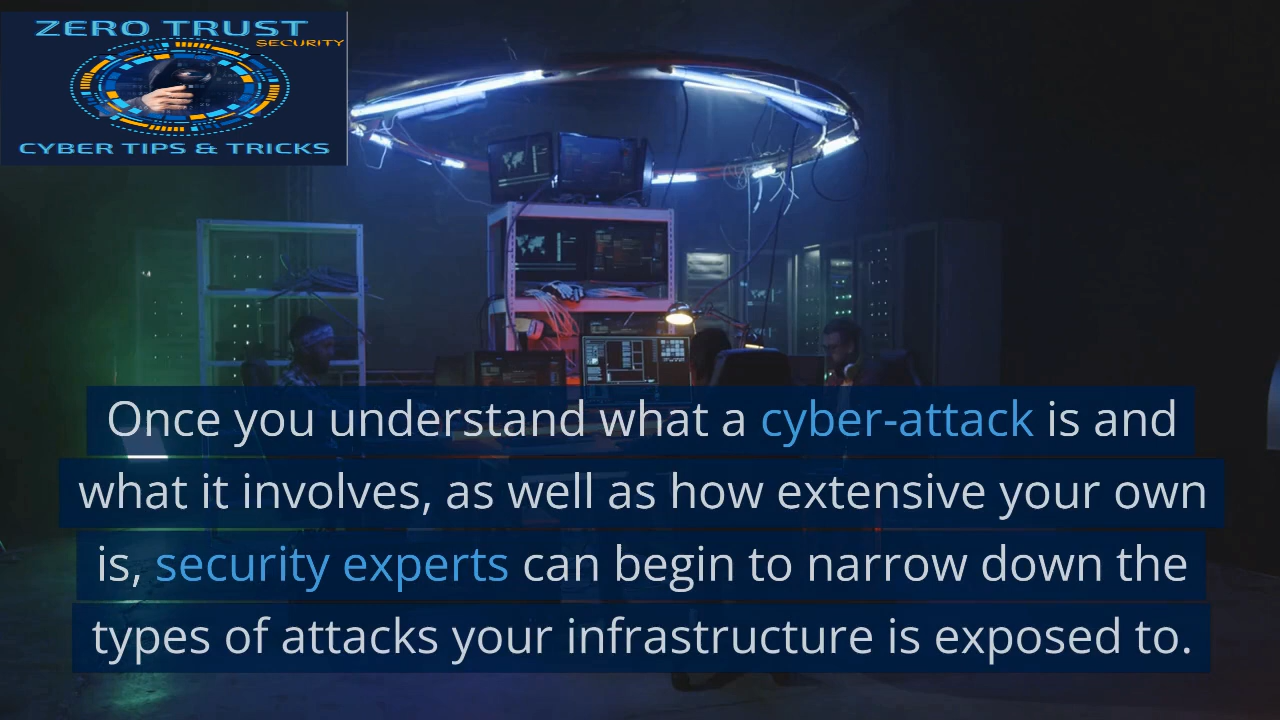 ZERO TRUST
SECURITY
CYBER TIPS & TRICKS
Once you understand what a cyber-attack is and
what it involves, as well as how extensive your own
is, security experts can begin to narrow down the
types of attacks your infrastructure is exposed to.